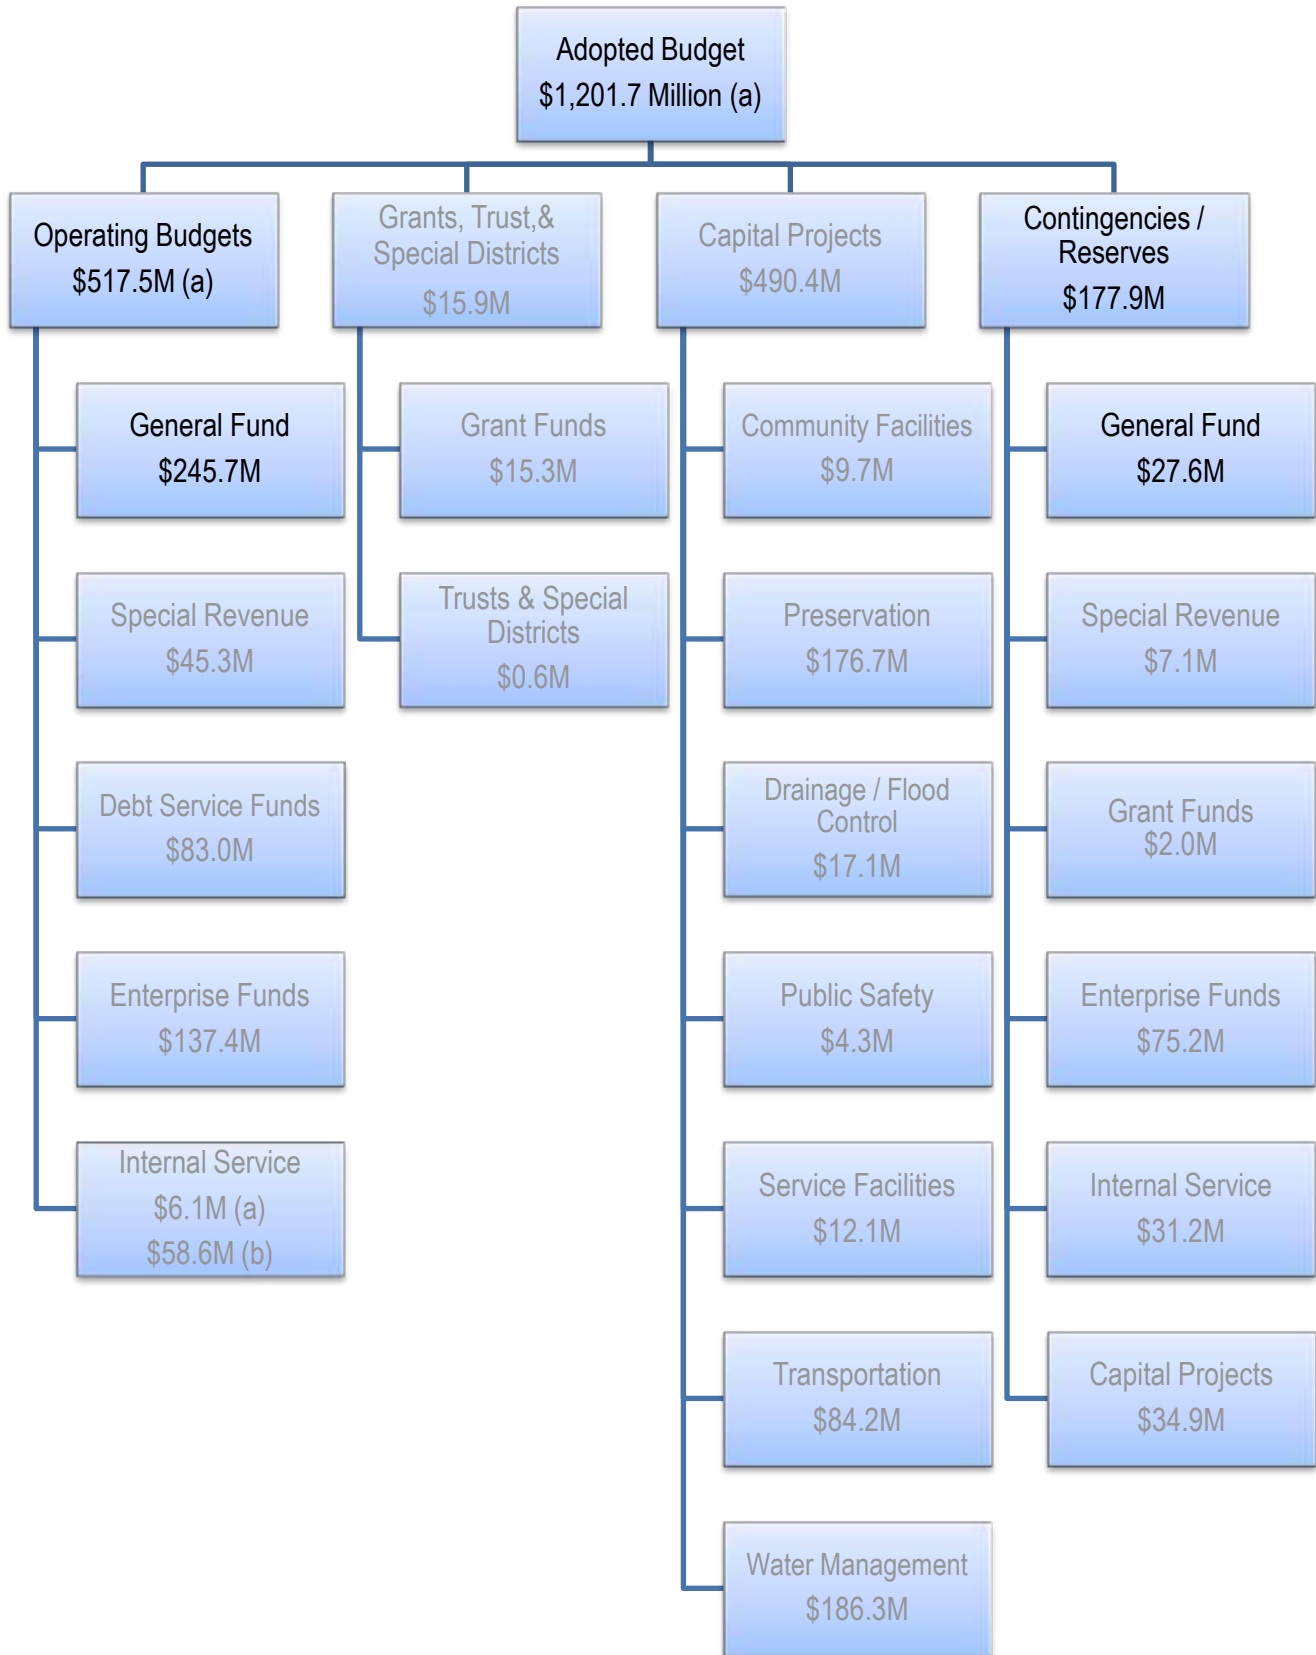 Adopted Budget
$1,201.7 Million (a)
Operating Budgets
$517.5M (a)
General Fund
$245.7M
Special Revenue
$45.3M
Debt Service Funds
$83.0M
Enterprise Funds
$137.4M
Internal Service
$6.1M (a)
$58.6M (b)
Grants, Trust,&
Special Districts
$15.9M
Grant Funds
$15.3M
Trusts & Special
Districts
$0.6M
Capital Projects
$490.4M
Community Facilities
$9.7M
Preservation
$176.7M
Drainage / Flood
Control
$17.1M
Public Safety
$4.3M
Service Facilities
$12.1M
Transportation
$84.2M
Water Management
$186.3M
Contingencies /
Reserves
$177.9M
General Fund
$27.6M
Special Revenue
$7.1M
Grant Funds
$2.0M
Enterprise Funds
$75.2M
Internal Service
$31.2M
Capital Projects
$34.9M